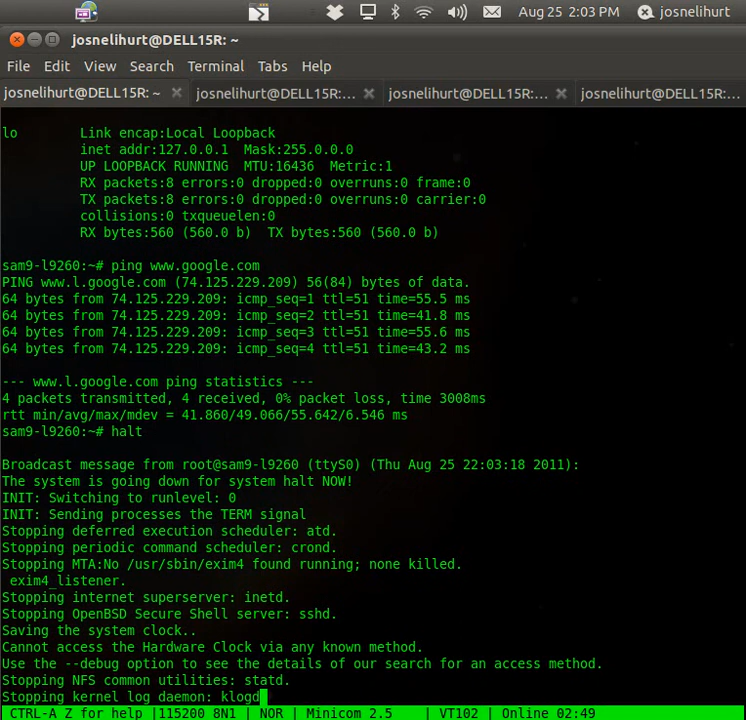 Aug 25 2:03 PM josnelihurt
josnelihurt@DELL15R: ~
File Edit View Search Terminal Tabs Help
josnelihurt@DELL15R: ~ josnelihurt@DELL15R:... josnelihurt@DELL15R:... josnelihurt@DELL15R:...
lo Link encap:Local Loopback
inet addr:127.0.0.1 Mask:255.0.0.0
UP LOOPBACK RUNNING MTU:16436 Metric:1
RX packets:8 errors:0 dropped:0 overruns:0 frame:0
TX packets:8 errors:0 dropped:0 overruns:0 carrier:0
collisions:0 txqueuelen:0
RX bytes:560 (560.0 b) TX bytes:560 (560.0 b)
sam9-l9260:~# ping www.google.com
PING www.l.google.com (74.125.229.209) 56(84) bytes of data.
64 bytes from 74.125.229.209: icmp_seq=1 ttl=51 time=55.5 ms
64 bytes from 74.125.229.209: icmp_seq=2 ttl=51 time=41.8 ms
64 bytes from 74.125.229.209: icmp_seq=3 ttl=51 time=55.6 ms
64 bytes from 74.125.229.209: icmp_seq=4 ttl=51 time=43.2 ms
--- www.l.google.com ping statistics ---
4 packets transmitted, 4 received, 0% packet loss, time 3008ms
rtt min/avg/max/mdev = 41.860/49.066/55.642/6.546 ms
sam9-l9260:~# halt
Broadcast message from root@sam9-l9260 (ttyS0) (Thu Aug 25 22:03:18 2011):
The system is going down for system halt NOW!
INIT: Switching to runlevel: 0
INIT: Sending processes the TERM signal
Stopping deferred execution scheduler: atd.
Stopping periodic command scheduler: crond.
Stopping MTA:No /usr/sbin/exim4 found running; none killed.
exim4_listener.
Stopping internet superserver: inetd.
Stopping OpenBSD Secure Shell server: sshd.
Saving the system clock..
Cannot access the Hardware Clock via any known method.
Use the --debug option to see the details of our search for an access method.
Stopping NFS common utilities: statd.
Stopping kernel log daemon: klogd
CTRL-A Z for help |115200 8N1 | NOR | Minicom 2.5 | VT102 | Online 02:49